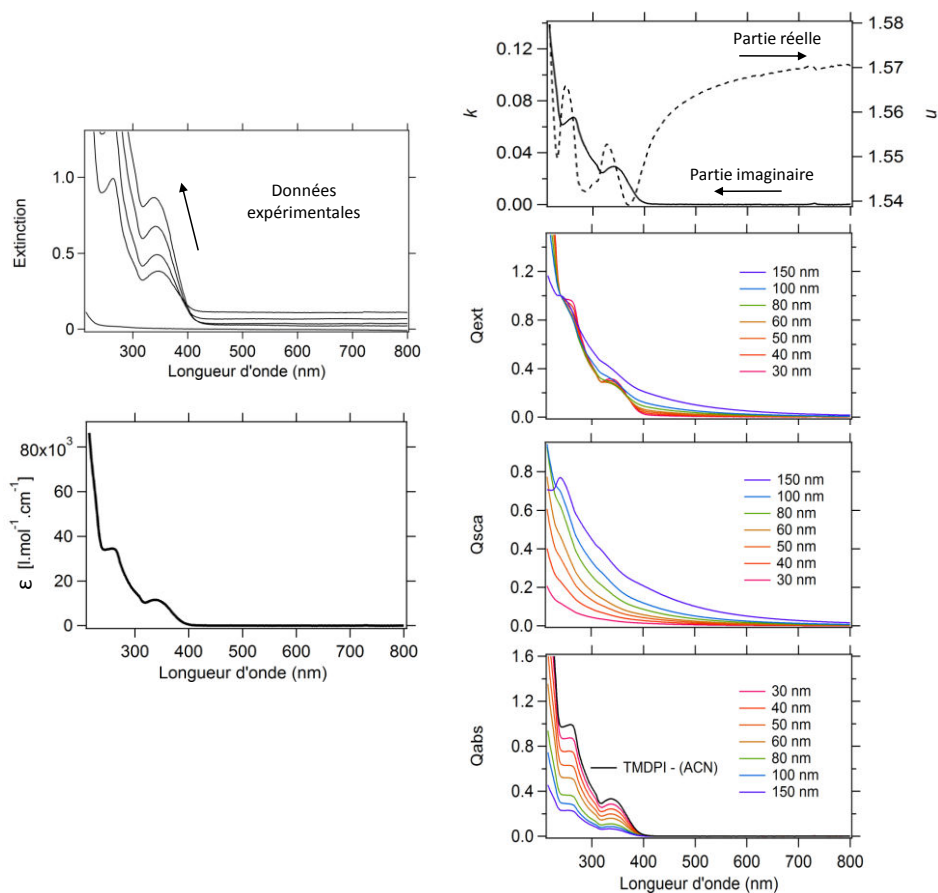 Extinction
1.0
0.5
0
Données
expérimentales
300 400 500 600 700 800
Longueur d'onde (nm)
ε [l.mol-1.cm-1]
80x10³
60
40
20
0
200 300 400 500 600 700 800
Longueur d'onde (nm)
k
0.12
0.08
0.04
0.00
Partie réelle
Partie imaginaire
1.58
1.57
1.56
1.55
1.54
n
Qext
1.2
0.8
0.4
0.0
150 nm
100 nm
80 nm
60 nm
50 nm
40 nm
30 nm
Qsca
0.8
0.4
0.2
0.0
150 nm
100 nm
80 nm
60 nm
50 nm
40 nm
30 nm
Qabs
1.6
1.2
0.8
0.4
0.0
TMDPI - (ACN)
30 nm
40 nm
50 nm
60 nm
80 nm
100 nm
150 nm
300 400 500 600 700 800
Longueur d'onde (nm)